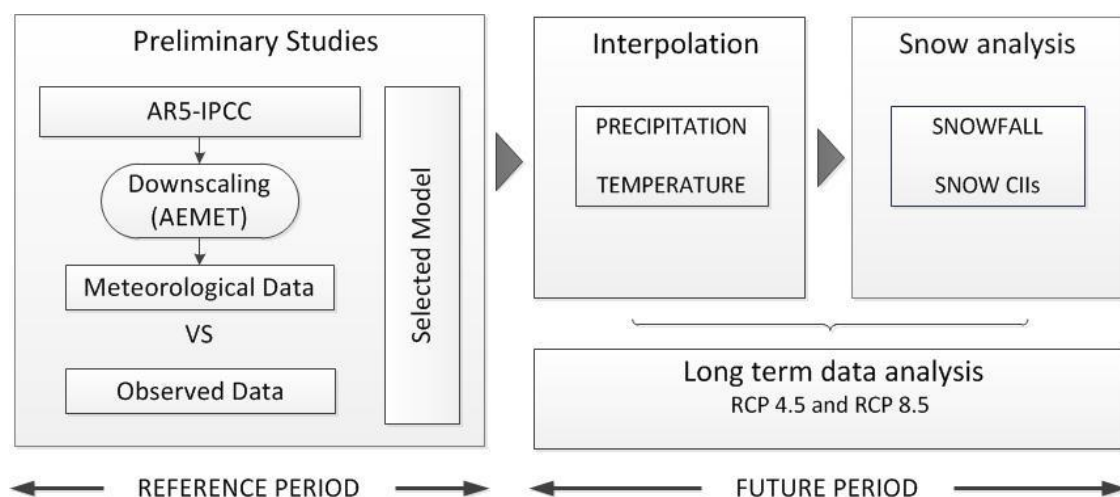 Preliminary Studies
AR5-IPCC
Downscaling
(AEMET)
Meteorological Data
VS
Observed Data
Selected Model
Interpolation
PRECIPITATION
TEMPERATURE
Snow analysis
SNOWFALL
SNOW CIIs
Long term data analysis
RCP 4.5 and RCP 8.5
REFERENCE PERIOD
FUTURE PERIOD